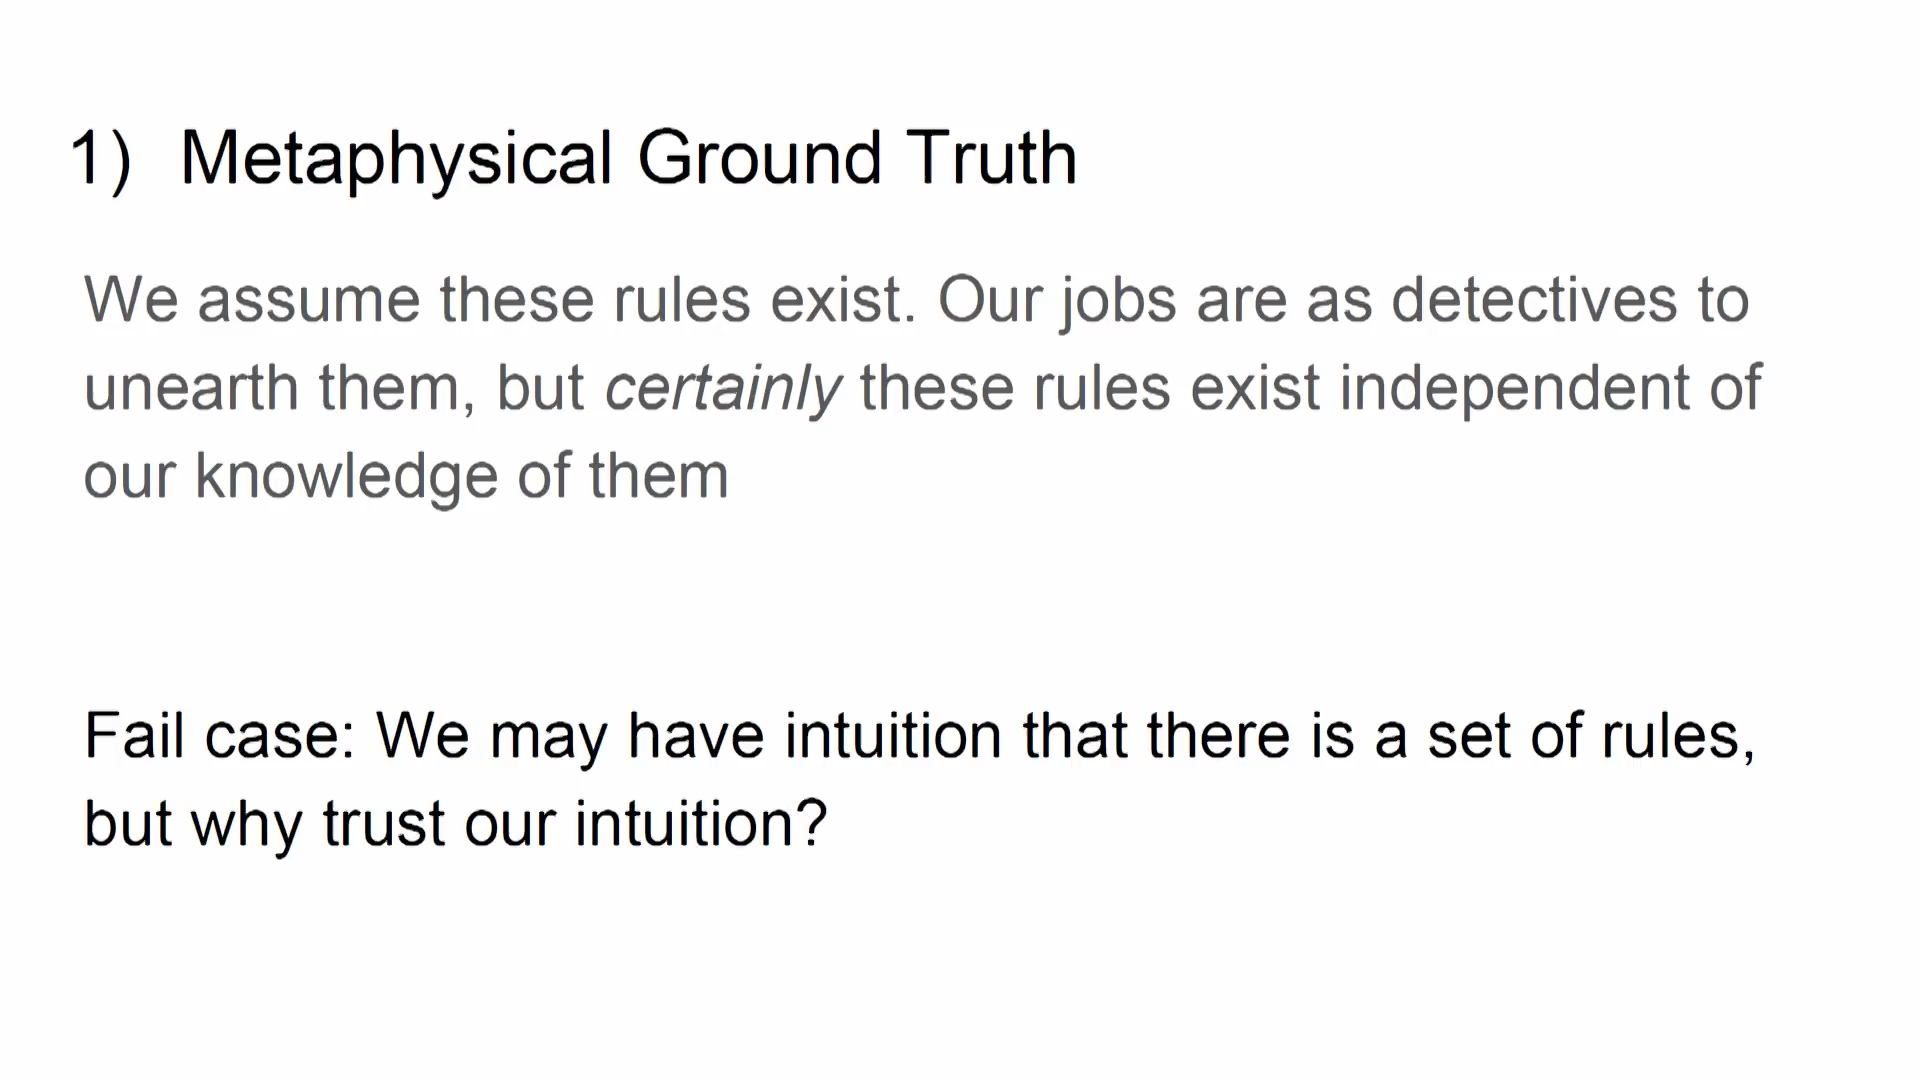 1) Metaphysical Ground Truth
We assume these rules exist. Our jobs are as detectives to
unearth them, but certainly these rules exist independent of
our knowledge of them
Fail case: We may have intuition that there is a set of rules,
but why trust our intuition?